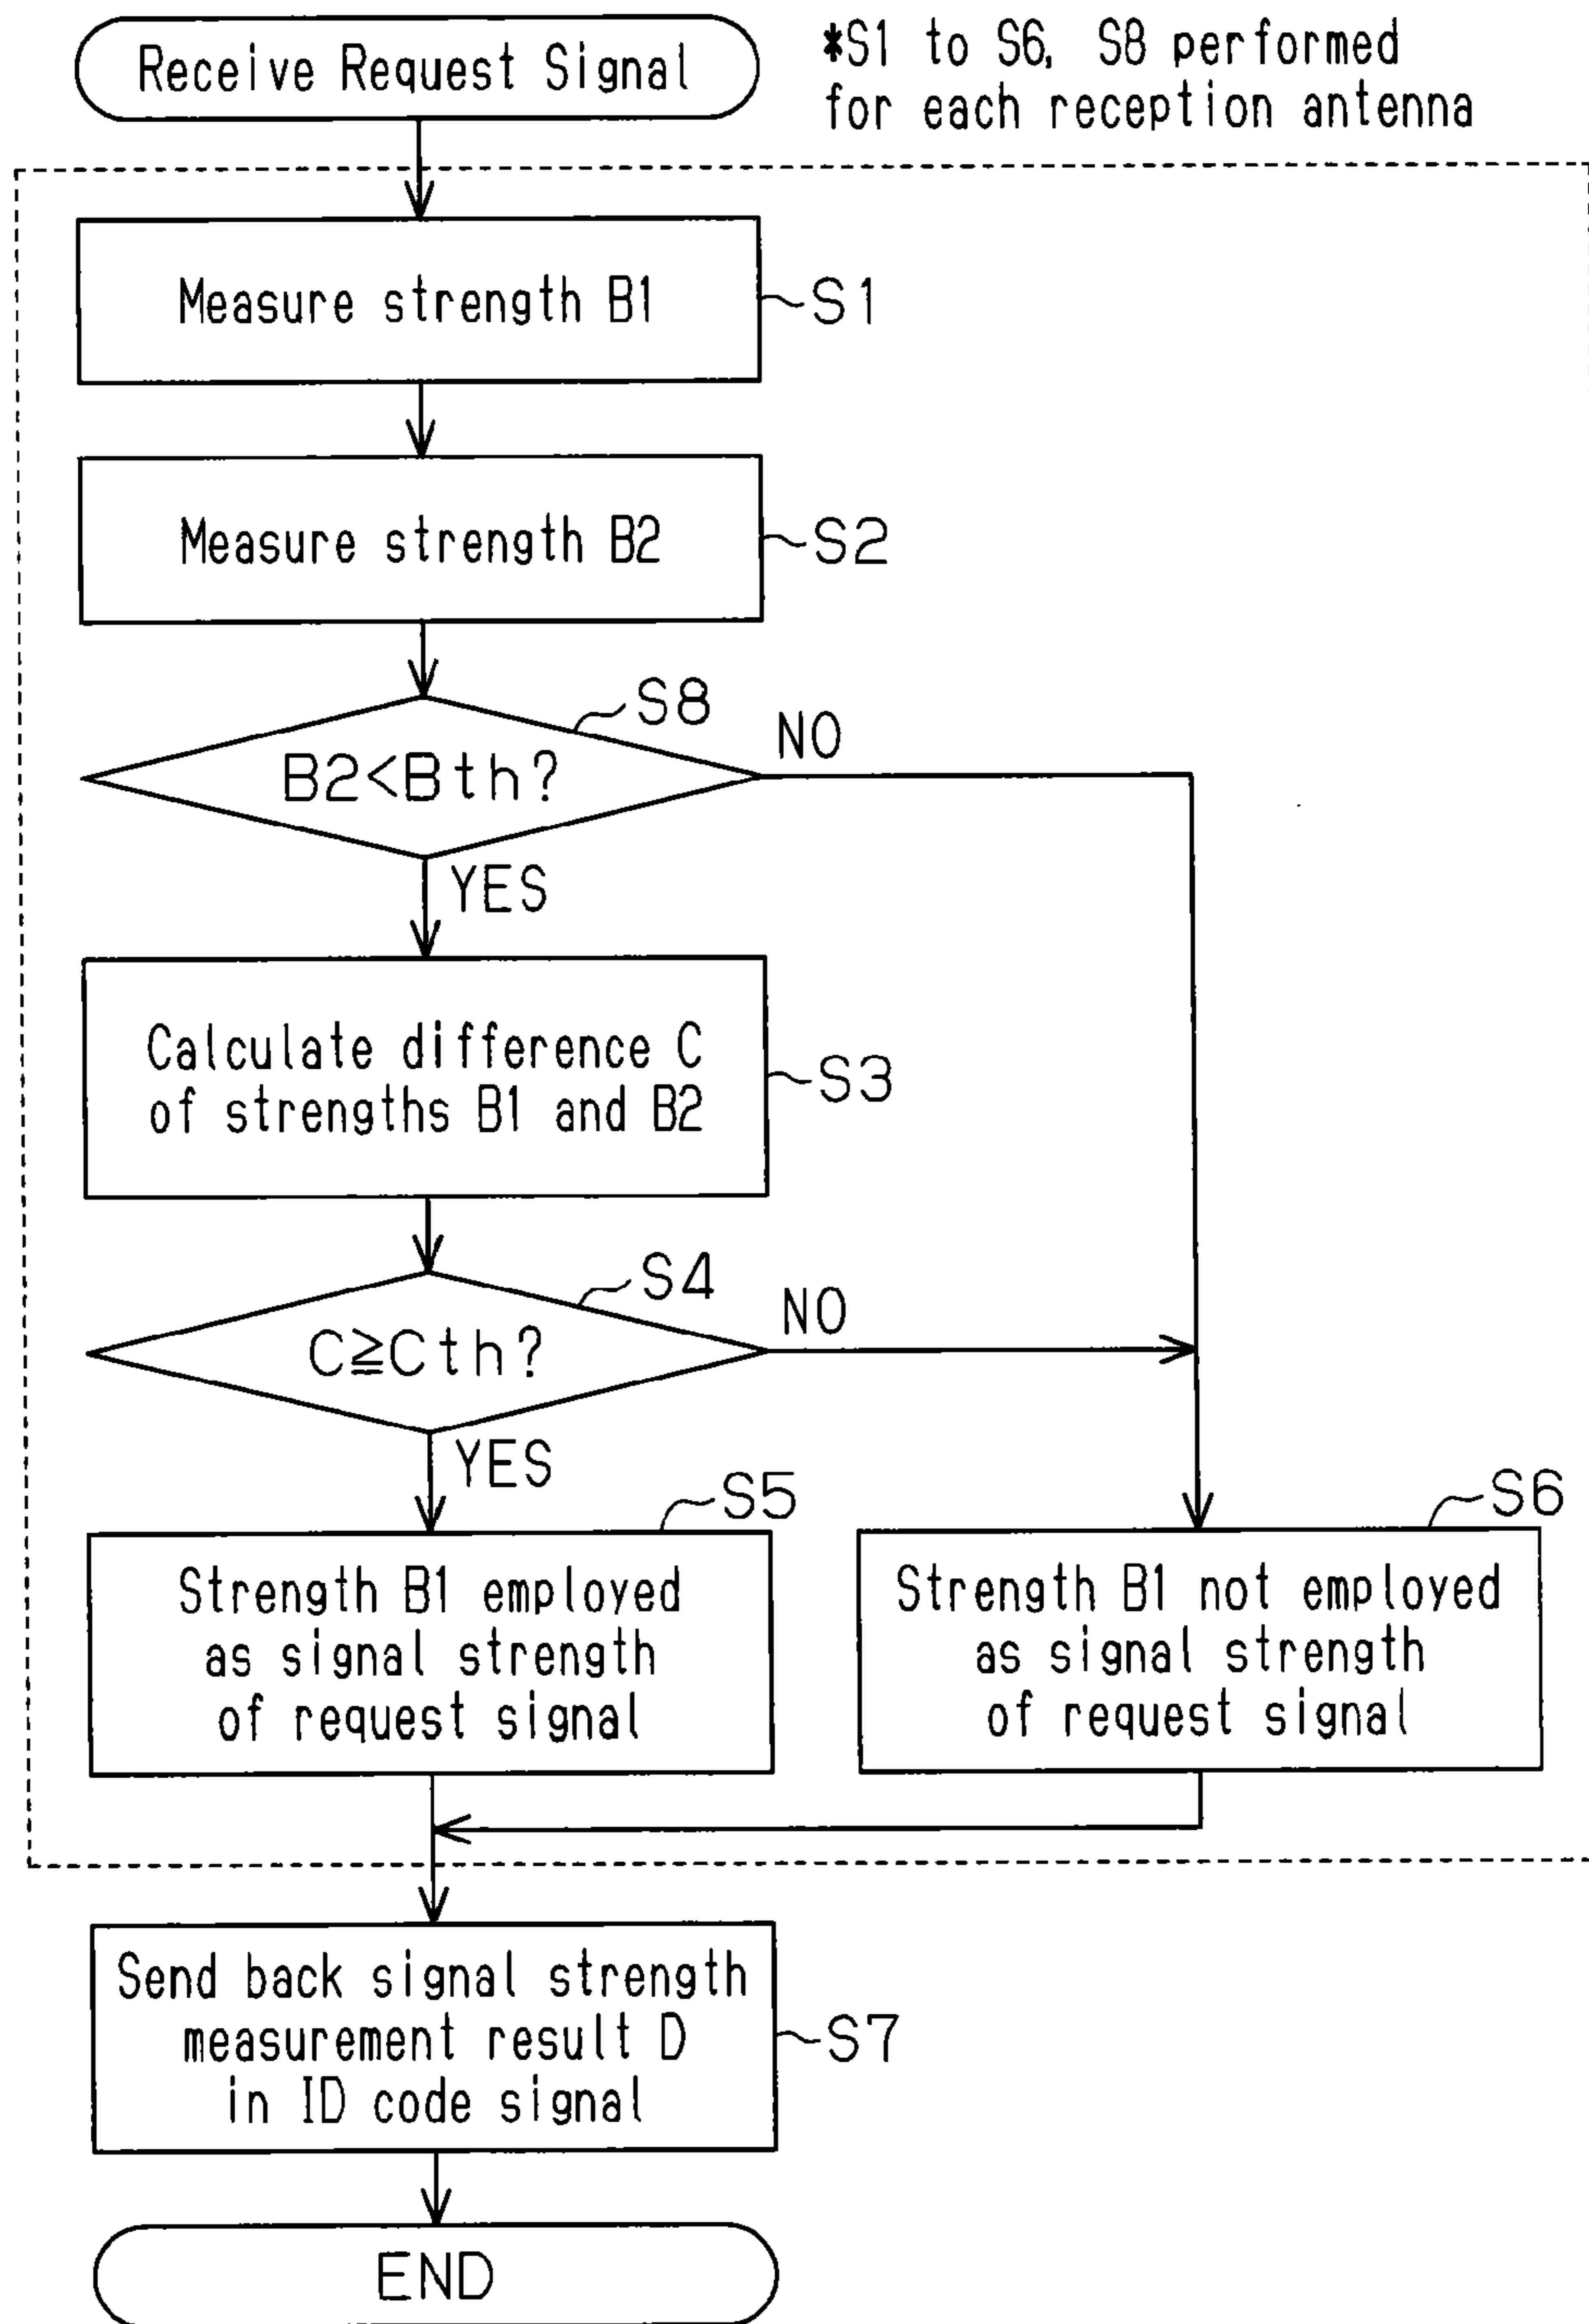 Receive Request Signal
*S1 to S6, S8 performed
for each reception antenna
Measure strength B1
S1
Measure strength B2
S2
S8
B2<Bth?
NO
YES
Calculate difference C
of strengths B1 and B2
S3
S4
C≧Cth?
NO
YES
S5
Strength B1 employed
as signal strength
of request signal
S6
Strength B1 not employed
as signal strength
of request signal
Send back signal strength
measurement result D
in ID code signal
S7
END